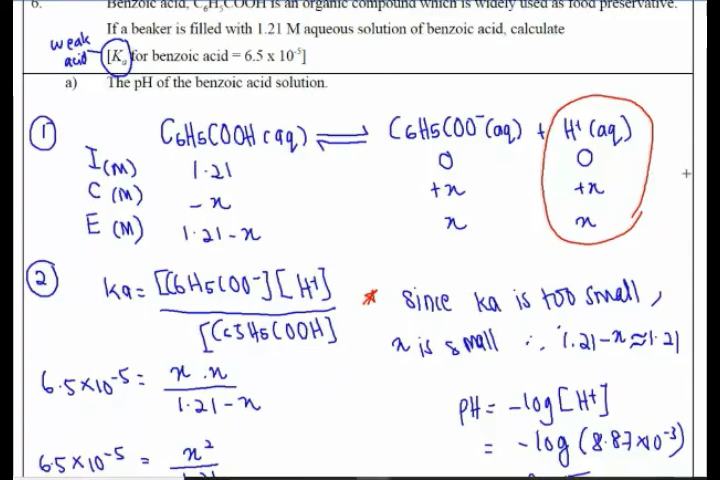 6. Benzoic acid, C₆H₅COOH is an organic compound which is widely used as food preservative.
If a beaker is filled with 1.21 M aqueous solution of benzoic acid, calculate
weak acid [Kₐ for benzoic acid = 6.5 x 10⁻⁵]
a) The pH of the benzoic acid solution.
① C6H5COOH (aq) ⇌ C6H5COO⁻ (aq) + H⁺ (aq)
I (M) 1.21 0 0
C (M) -x +x +x
E (M) 1.21-x x x
② Ka = [C6H5COO⁻][H⁺] / [C65H5COOH]
* since ka is too small,
x is small ∴ 1.21-x ≈ 1.21
6.5×10⁻⁵ = x.x / 1.21-x
PH = -log [H⁺]
= -log (8.87×10⁻³)
6.5×10⁻⁵ = x² /